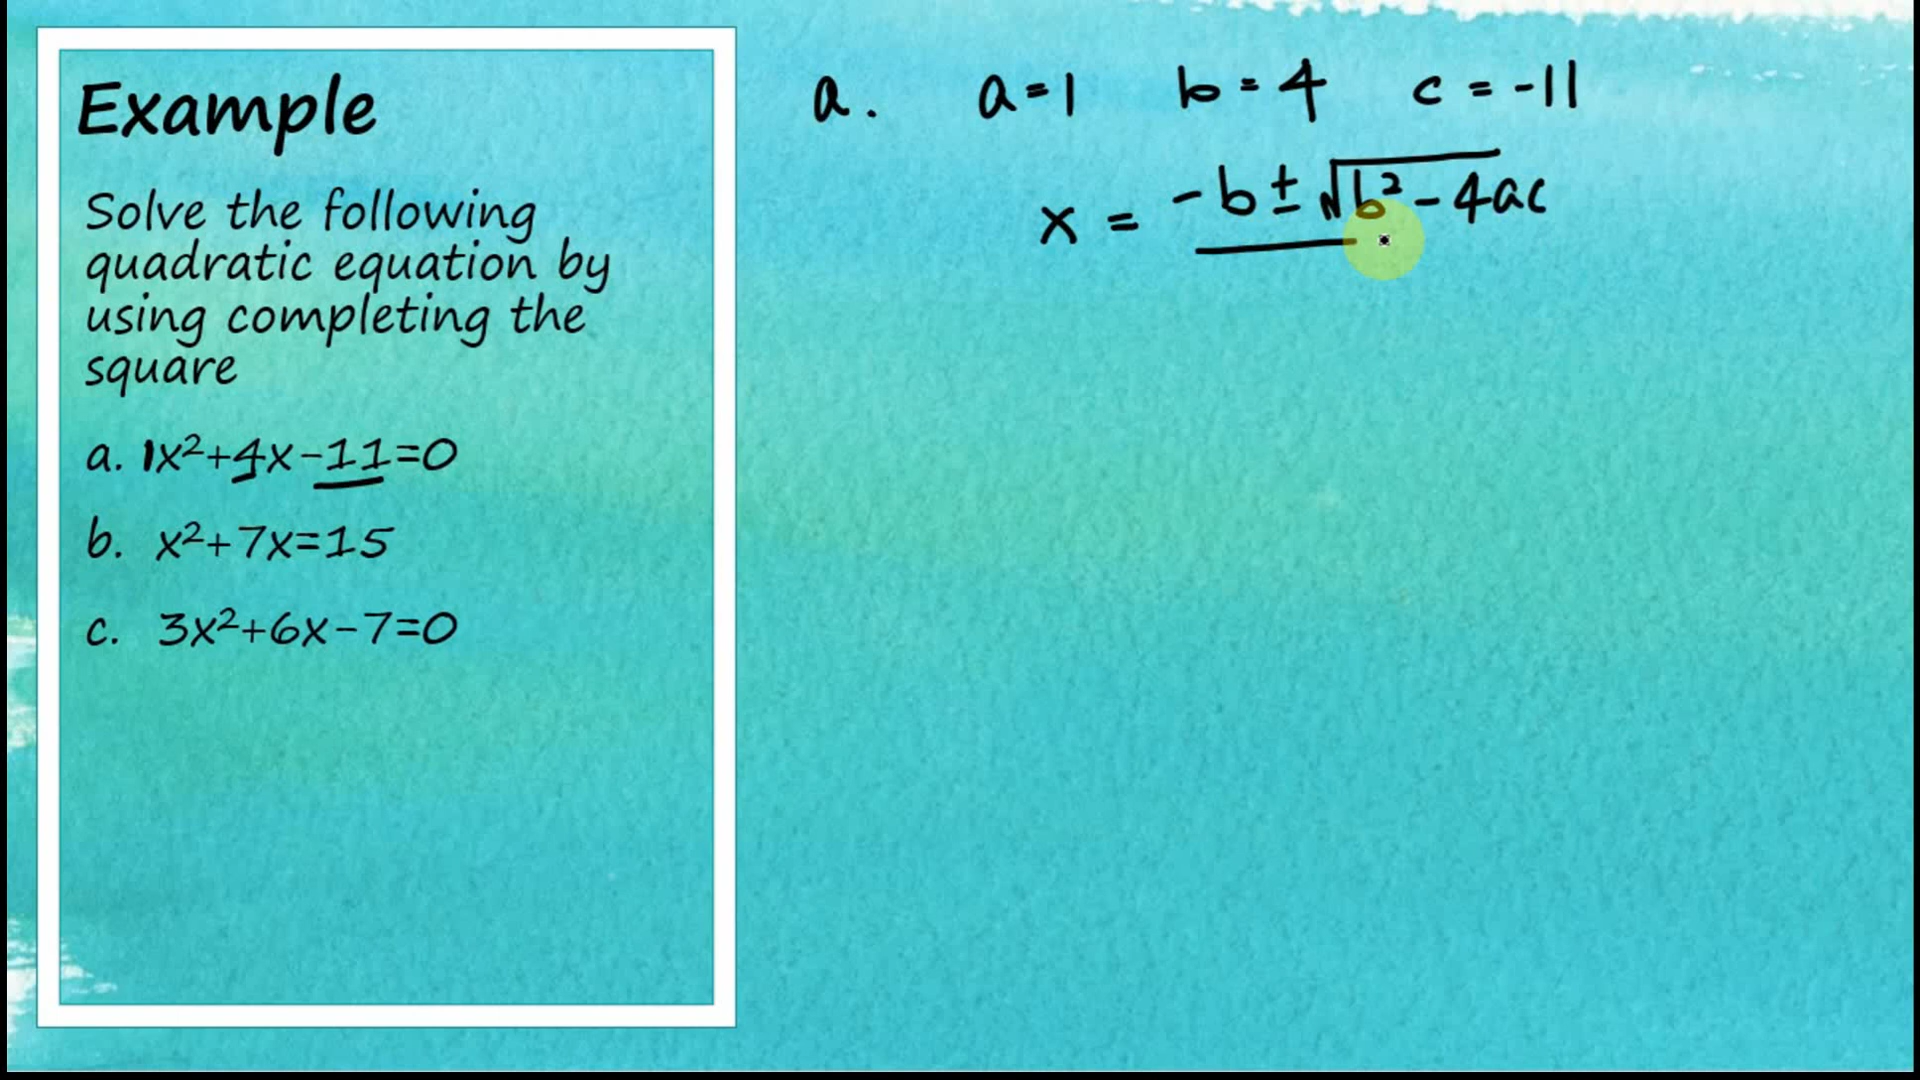 Example
Solve the following
quadratic equation by
using completing the
square
a. 1x²+4x-11=0
b. x²+7x=15
c. 3x²+6x-7=0
a. a=1 b=4 c=-11
x = -b±√b²-4ac